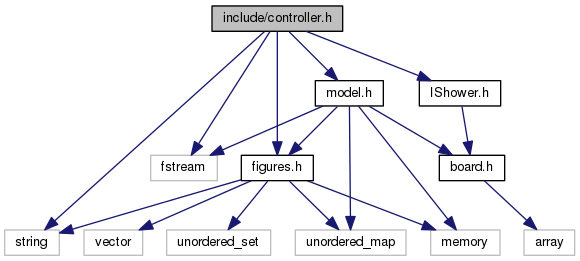 include/controller.h
model.h
IShower.h
fstream
figures.h
board.h
string
vector
unordered_set
unordered_map
memory
array